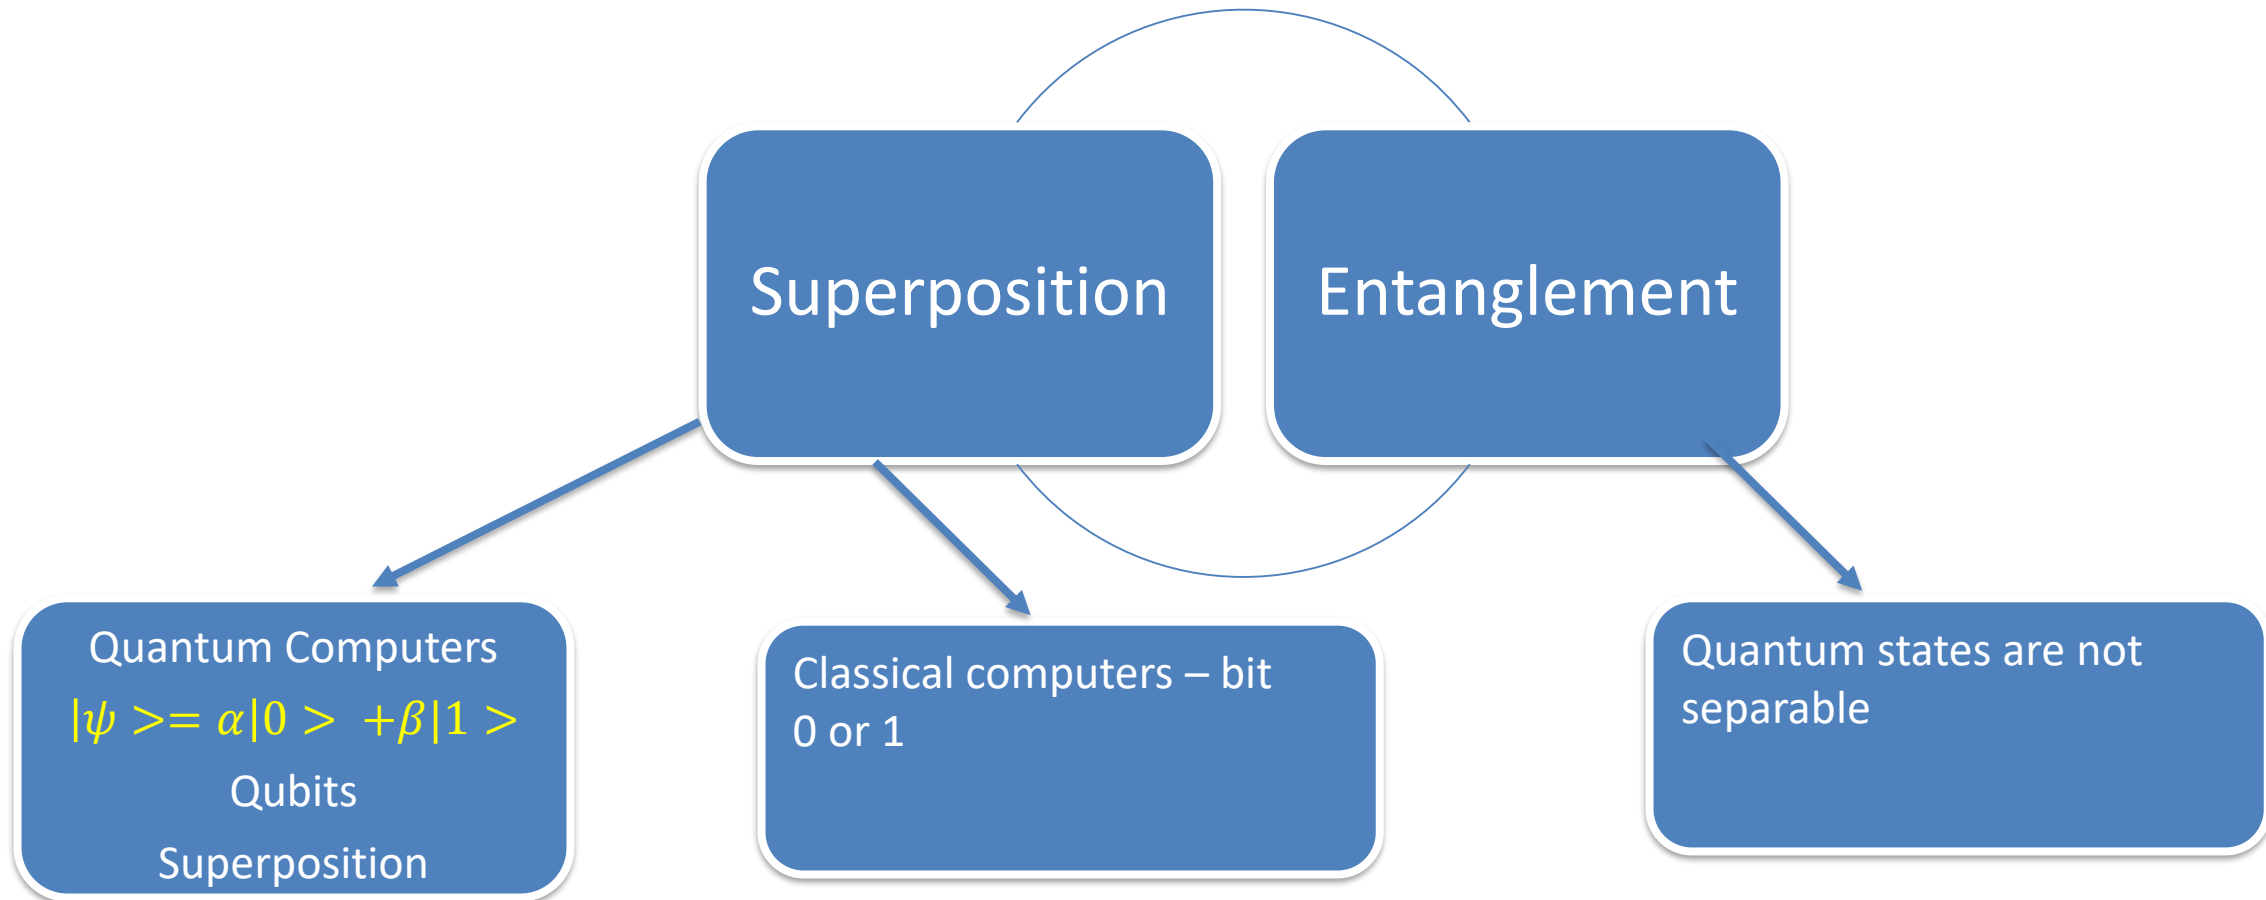 Superposition
Entanglement
Quantum Computers
|ψ >= α|0 > +β|1 >
Qubits
Superposition
Classical computers – bit
0 or 1
Quantum states are not
separable